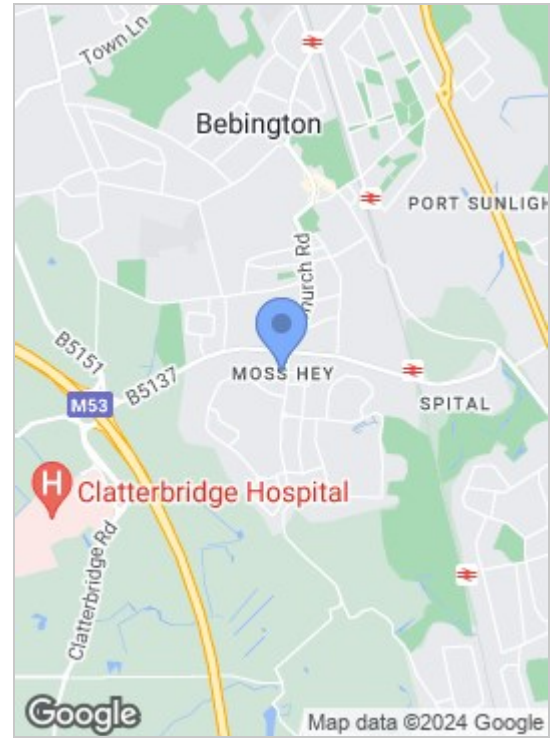 Town Ln
Bebington
PORT SUNLIGH
Church Rd
B5151
B5137
MOSS HEY
M53
SPITAL
H
Clatterbridge Hospital
Clatterbridge Rd
Google
Map data ©2024 Google